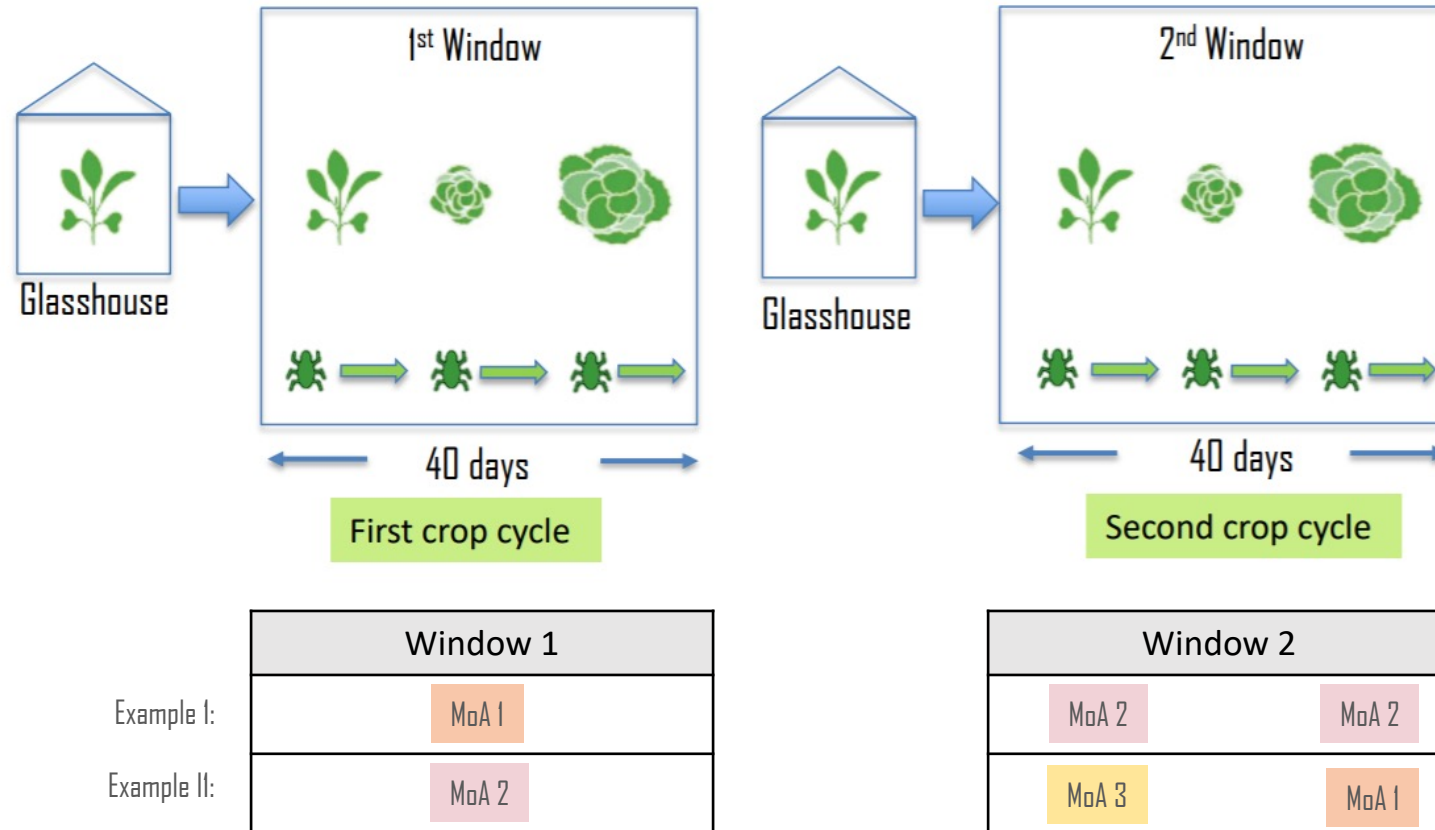 1st Window
2nd Window
Glasshouse
Glasshouse
40 days
40 days
First crop cycle
Second crop cycle
Window 1
Window 2
Example 1:
MoA 1
MoA 2
MoA 2
Example II:
MoA 2
MoA 3
MoA 1